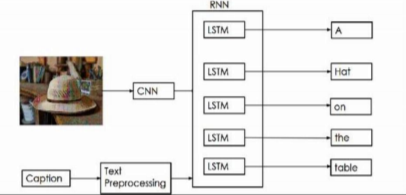 RNN
LSTM A
LSTM Hat
CNN
LSTM on
LSTM the
LSTM table
Caption
Text
Preprocessing